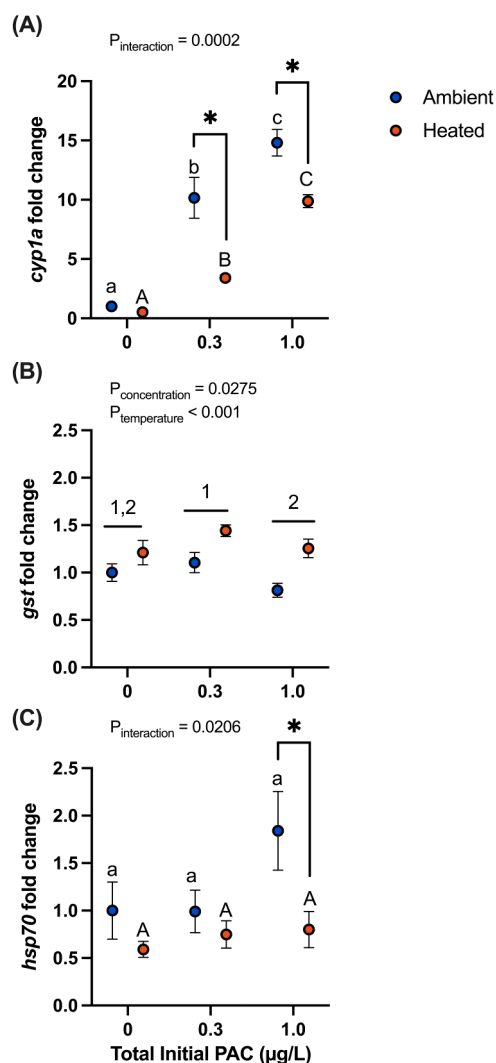 (A)
P_interaction = 0.0002
Ambient
Heated
cyp1a fold change
20
15
10
5
0
a
A
b
B
*
c
C
*
0
0.3
1.0
(B)
P_concentration = 0.0275
P_temperature < 0.001
gst fold change
2.5
2.0
1.5
1.0
0.5
0.0
1,2
1
2
0
0.3
1.0
(C)
P_interaction = 0.0206
hsp70 fold change
2.5
2.0
1.5
1.0
0.5
0.0
a
A
a
A
a
A
*
0
0.3
1.0
Total Initial PAC (µg/L)